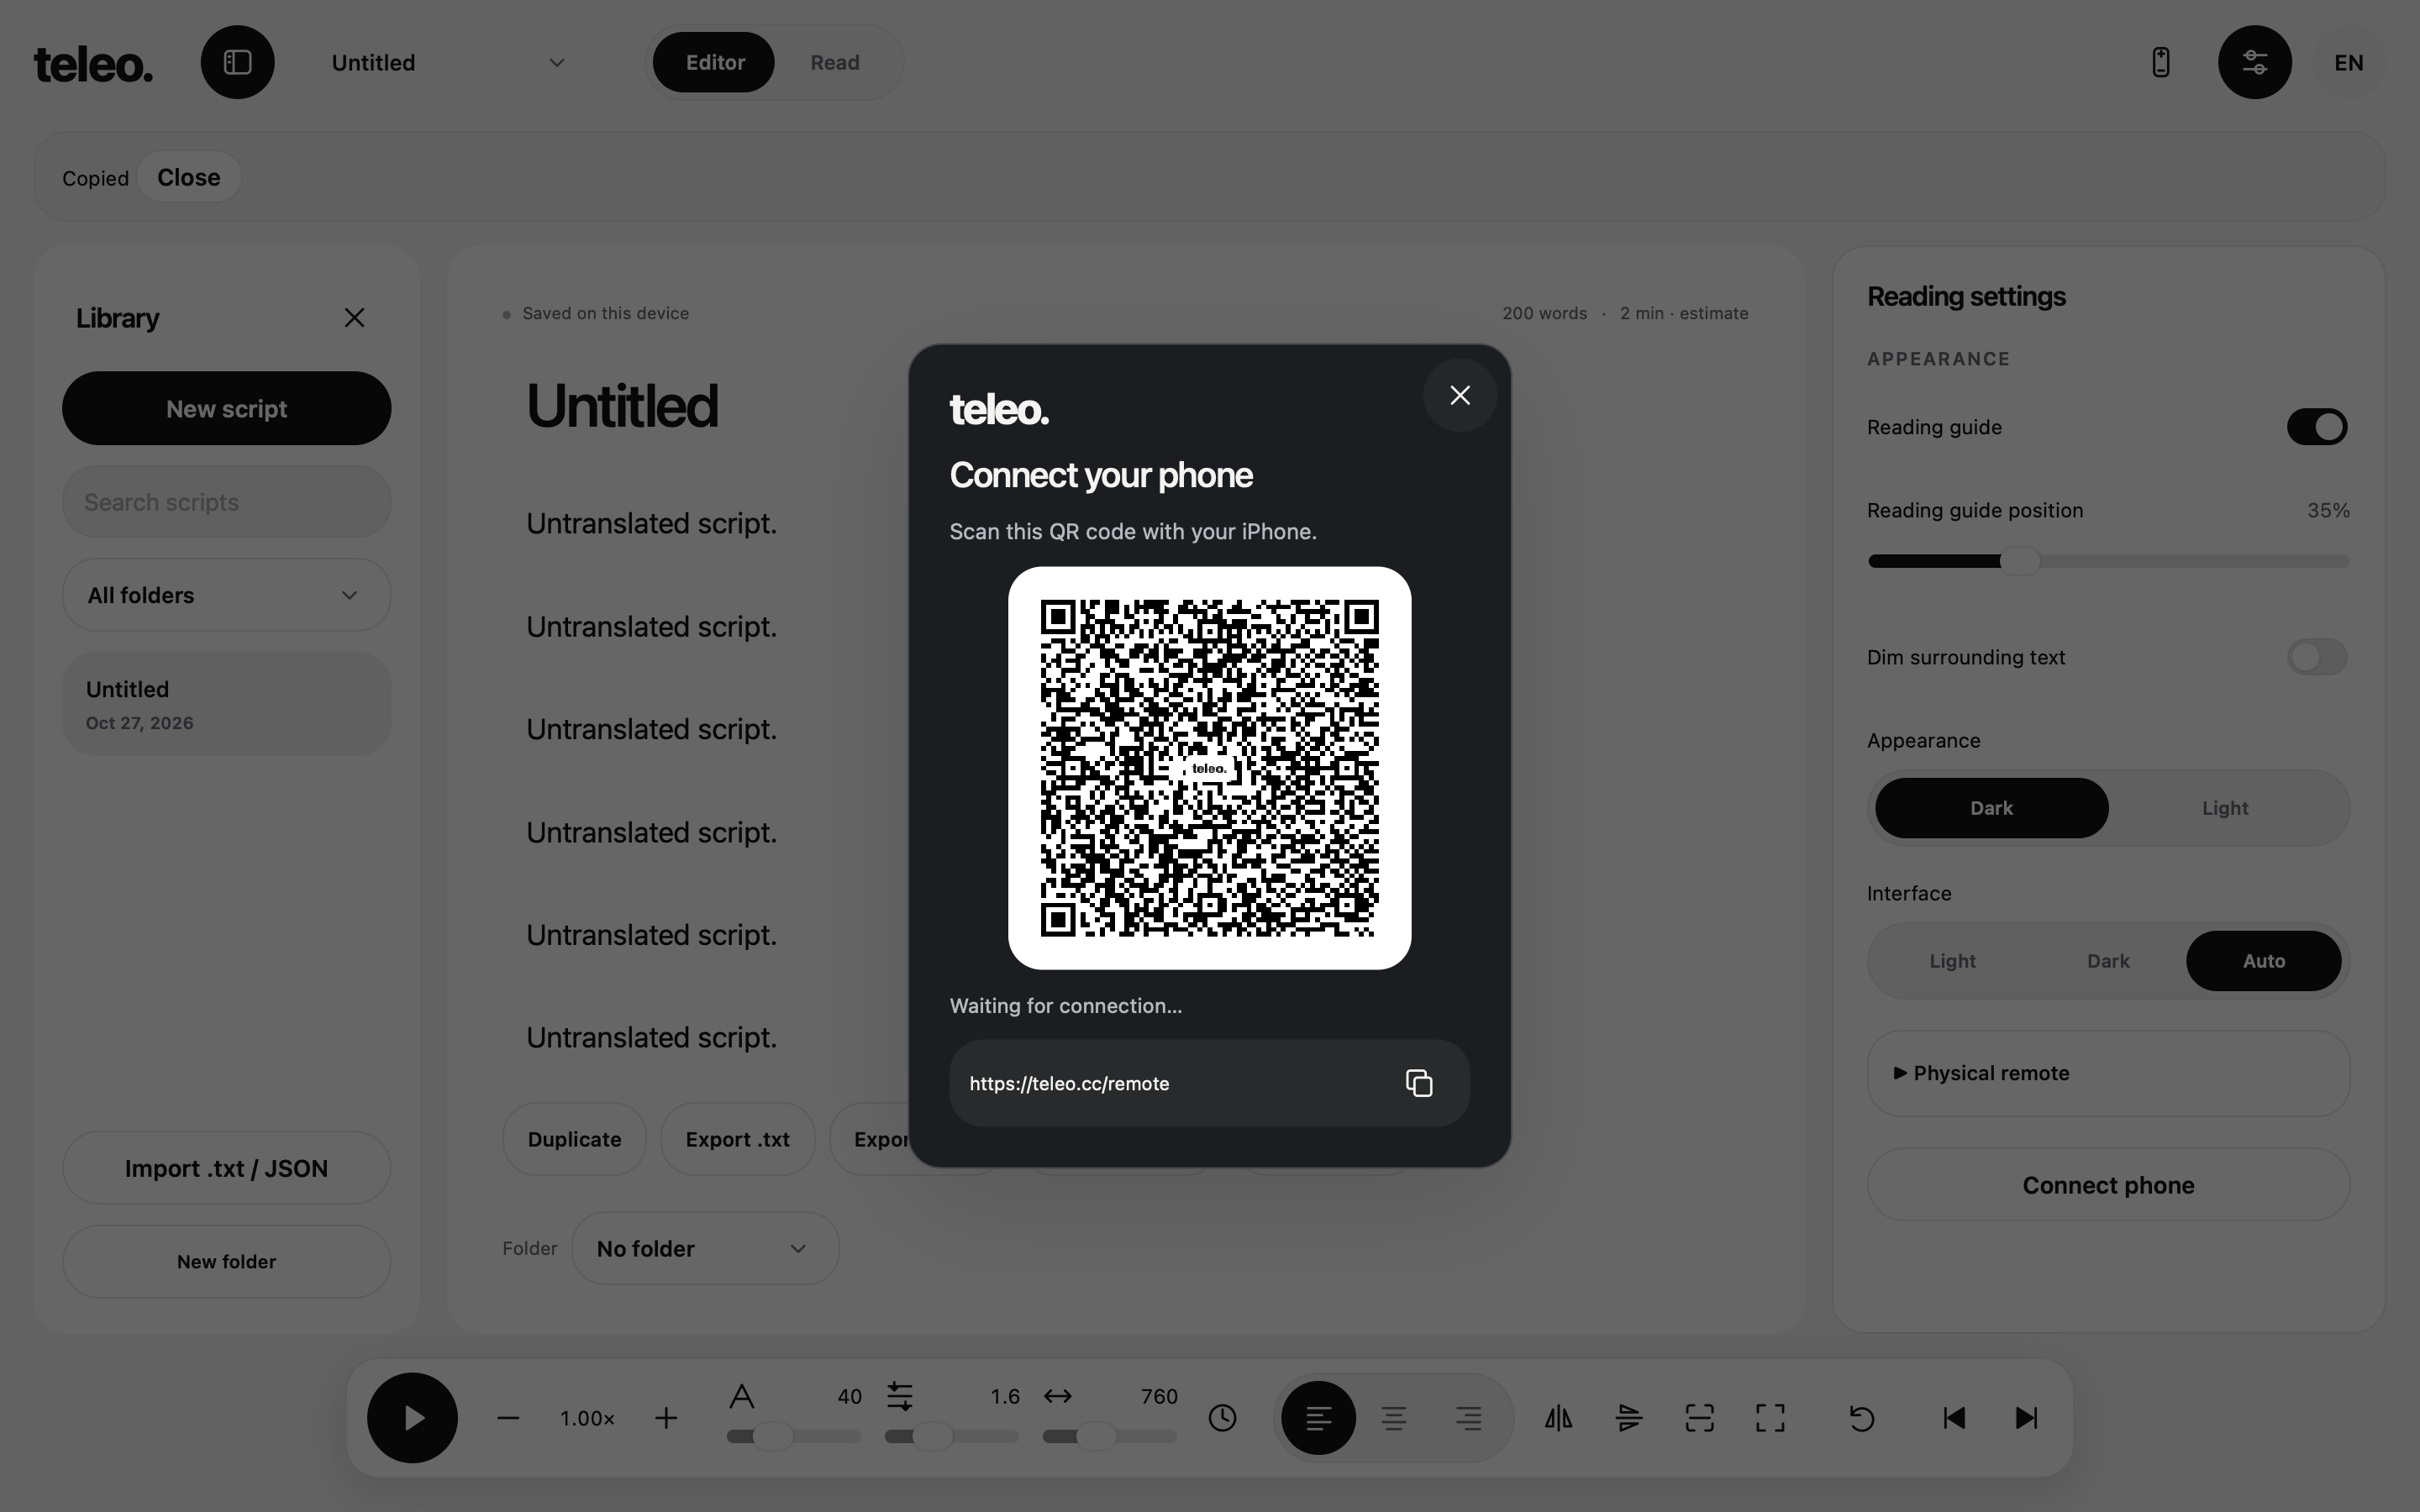 teleo.
Untitled
Editor
Read
EN
Copied
Close
Library
New script
Search scripts
All folders
Untitled
Oct 27, 2026
Import .txt / JSON
New folder
Saved on this device
200 words · 2 min · estimate
Untitled
Untranslated script.
Untranslated script.
Untranslated script.
Untranslated script.
Untranslated script.
Untranslated script.
Duplicate
Export .txt
Folder
No folder
teleo.
Connect your phone
Scan this QR code with your iPhone.
teleo.
Waiting for connection...
https://teleo.cc/remote
Reading settings
APPEARANCE
Reading guide
Reading guide position
35%
Dim surrounding text
Appearance
Dark
Light
Interface
Light
Dark
Auto
Physical remote
Connect phone
1.00×
40
1.6
760